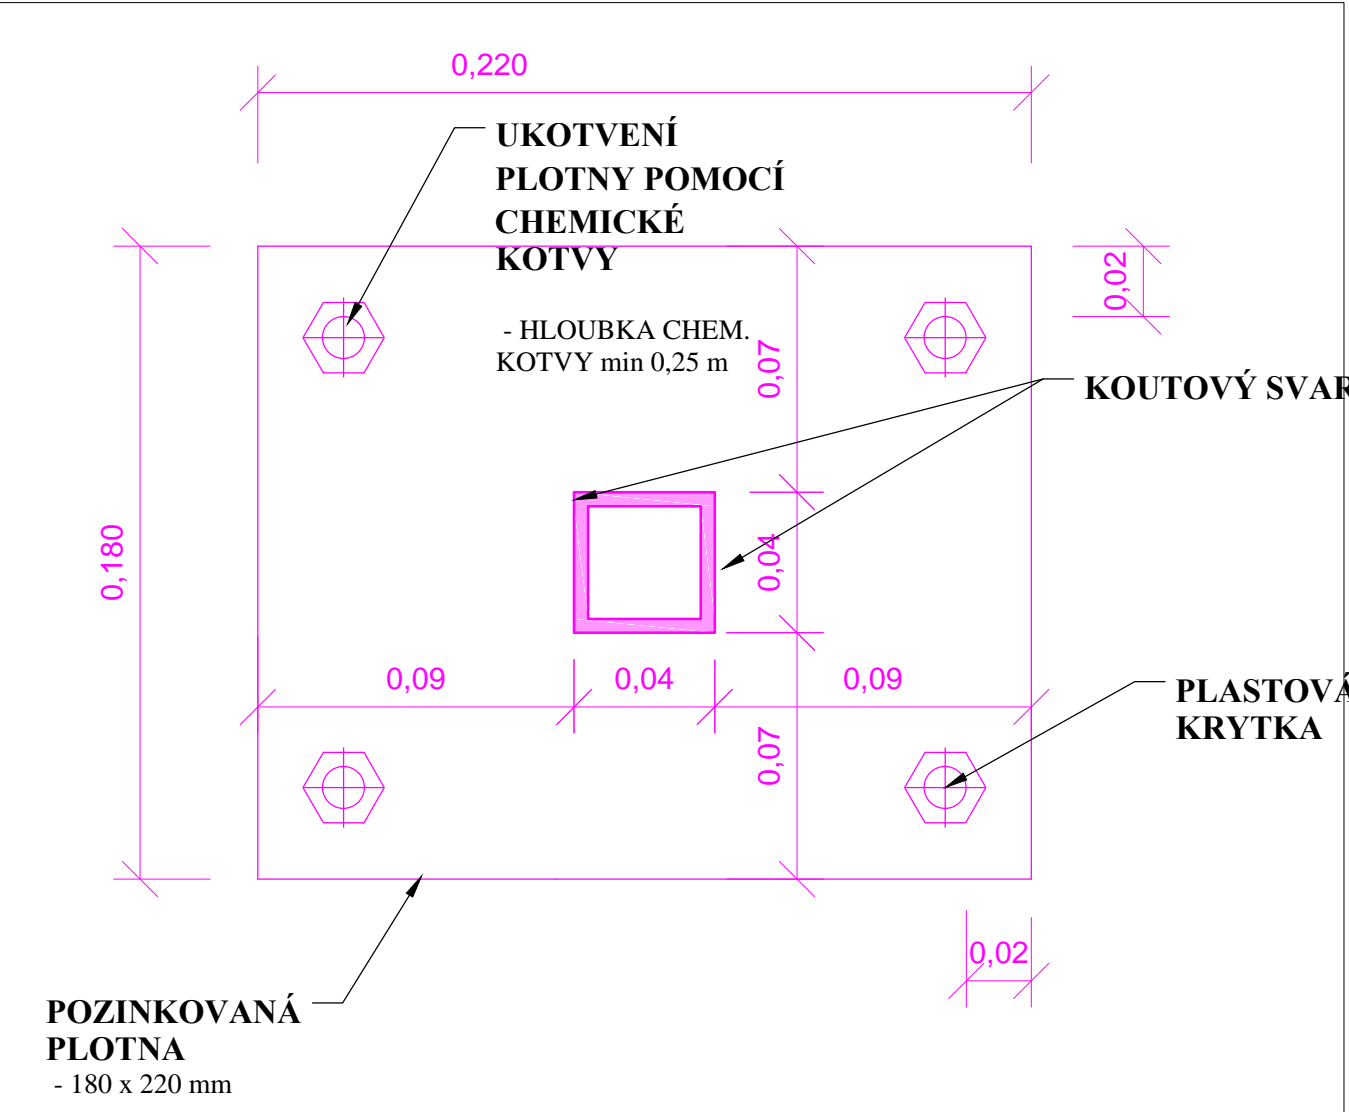 0,220
UKOTVENÍ
PLOTNY POMOCÍ
CHEMICKÉ
KOTVY
- HLOUBKA CHEM.
KOTVY min 0,25 m
0,02
0,07
KOUTOVÝ SVAR
0,180
0,04
0,09
0,04
0,09
PLASTOVÁ
KRYTKA
0,07
0,02
POZINKOVANÁ
PLOTNA
- 180 x 220 mm